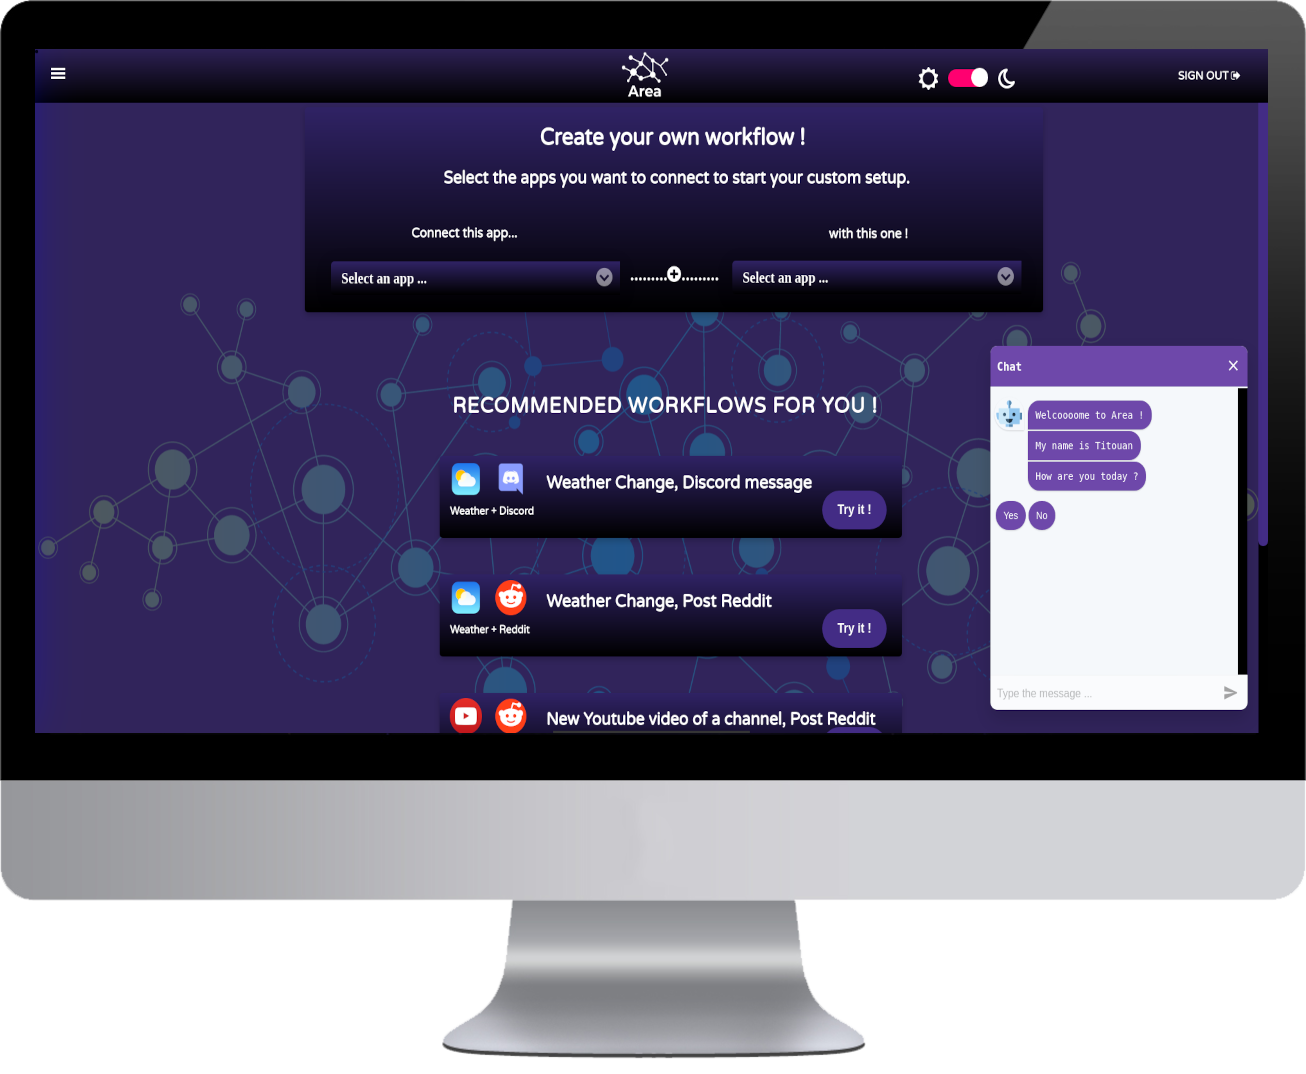 Area
SIGN OUT
Create your own workflow !
Select the apps you want to connect to start your custom setup.
Connect this app...
with this one !
Select an app ...
Select an app ...
RECOMMENDED WORKFLOWS FOR YOU !
Weather Change, Discord message
Weather + Discord
Try it !
Weather Change, Post Reddit
Weather + Reddit
Try it !
New Youtube video of a channel, Post Reddit
Chat
Welcoooome to Area !
My name is Titouan
How are you today ?
Yes
No
Type the message ...